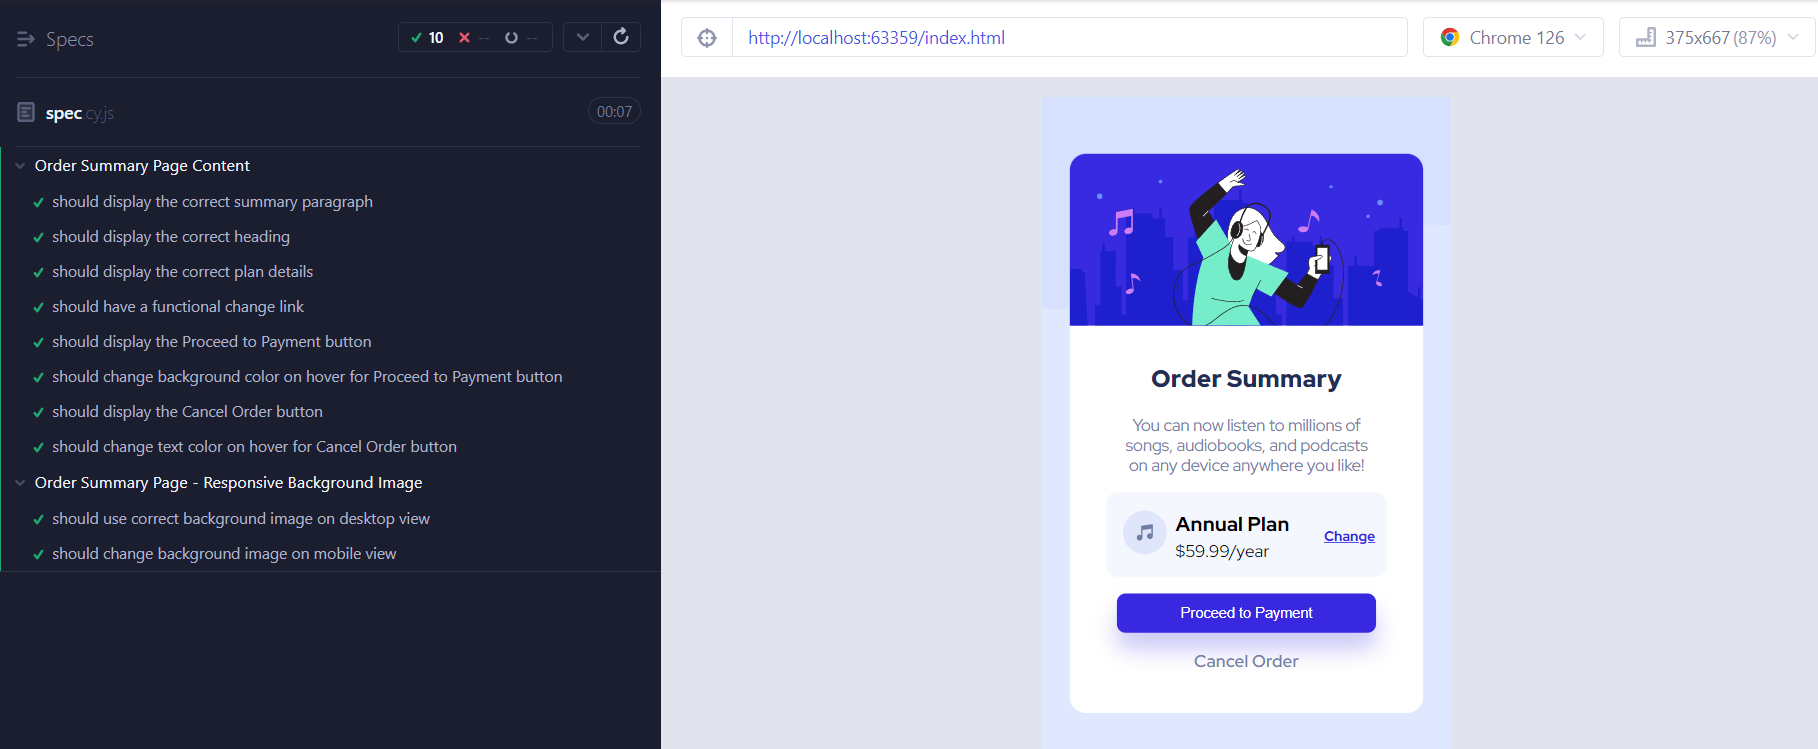 Specs
10 -- --
spec.cy.js
00:07
Order Summary Page Content
should display the correct summary paragraph
should display the correct heading
should display the correct plan details
should have a functional change link
should display the Proceed to Payment button
should change background color on hover for Proceed to Payment button
should display the Cancel Order button
should change text color on hover for Cancel Order button
Order Summary Page - Responsive Background Image
should use correct background image on desktop view
should change background image on mobile view
http://localhost:63359/index.html
Chrome 126
375x667 (87%)
Order Summary
You can now listen to millions of
songs, audiobooks, and podcasts
on any device anywhere you like!
Annual Plan
$59.99/year
Change
Proceed to Payment
Cancel Order